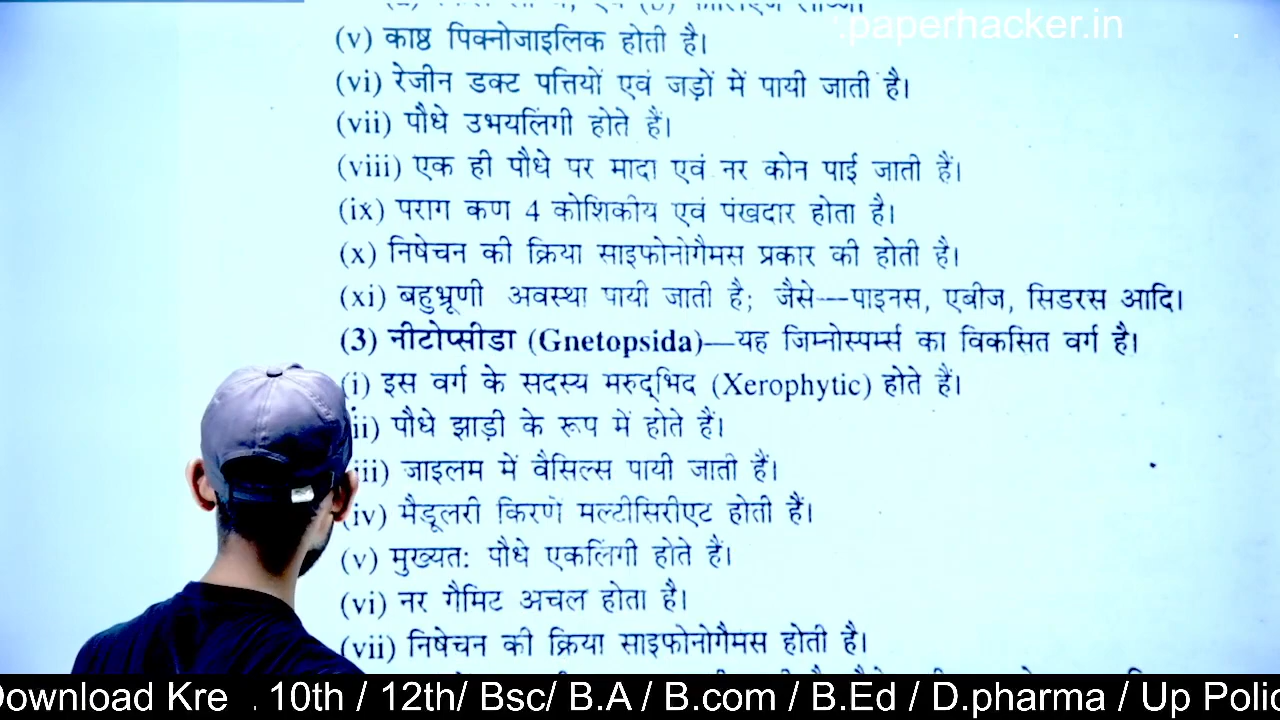 paperhacker.in
(v) काष्ठ पिक्नोजाइलिक होती है।
(vi) रेजीन डक्ट पत्तियों एवं जड़ों में पायी जाती है।
(vii) पौधे उभयलिंगी होते हैं।
(viii) एक ही पौधे पर मादा एवं नर कोन पाई जाती हैं।
(ix) पराग कण 4 कोशिकीय एवं पंखदार होता है।
(x) निषेचन की क्रिया साइफोनोगैमस प्रकार की होती है।
(xi) बहुभ्रूणी अवस्था पायी जाती है; जैसे—पाइनस, एबीज, सिडरस आदि।
(3) नीटोप्सीडा (Gnetopsida)—यह जिम्नोस्पर्म्स का विकसित वर्ग है।
(i) इस वर्ग के सदस्य मरुद्भिद (Xerophytic) होते हैं।
ii) पौधे झाड़ी के रूप में होते हैं।
iii) जाइलम में वैसिल्स पायी जाती हैं।
(iv) मैडूलरी किरणें मल्टीसिरीएट होती हैं।
(v) मुख्यत: पौधे एकलिंगी होते हैं।
(vi) नर गैमिट अचल होता है।
(vii) निषेचन की क्रिया साइफोनोगैमस होती है।
Download Kre . 10th / 12th/ Bsc/ B.A / B.com / B.Ed / D.pharma / Up Polic